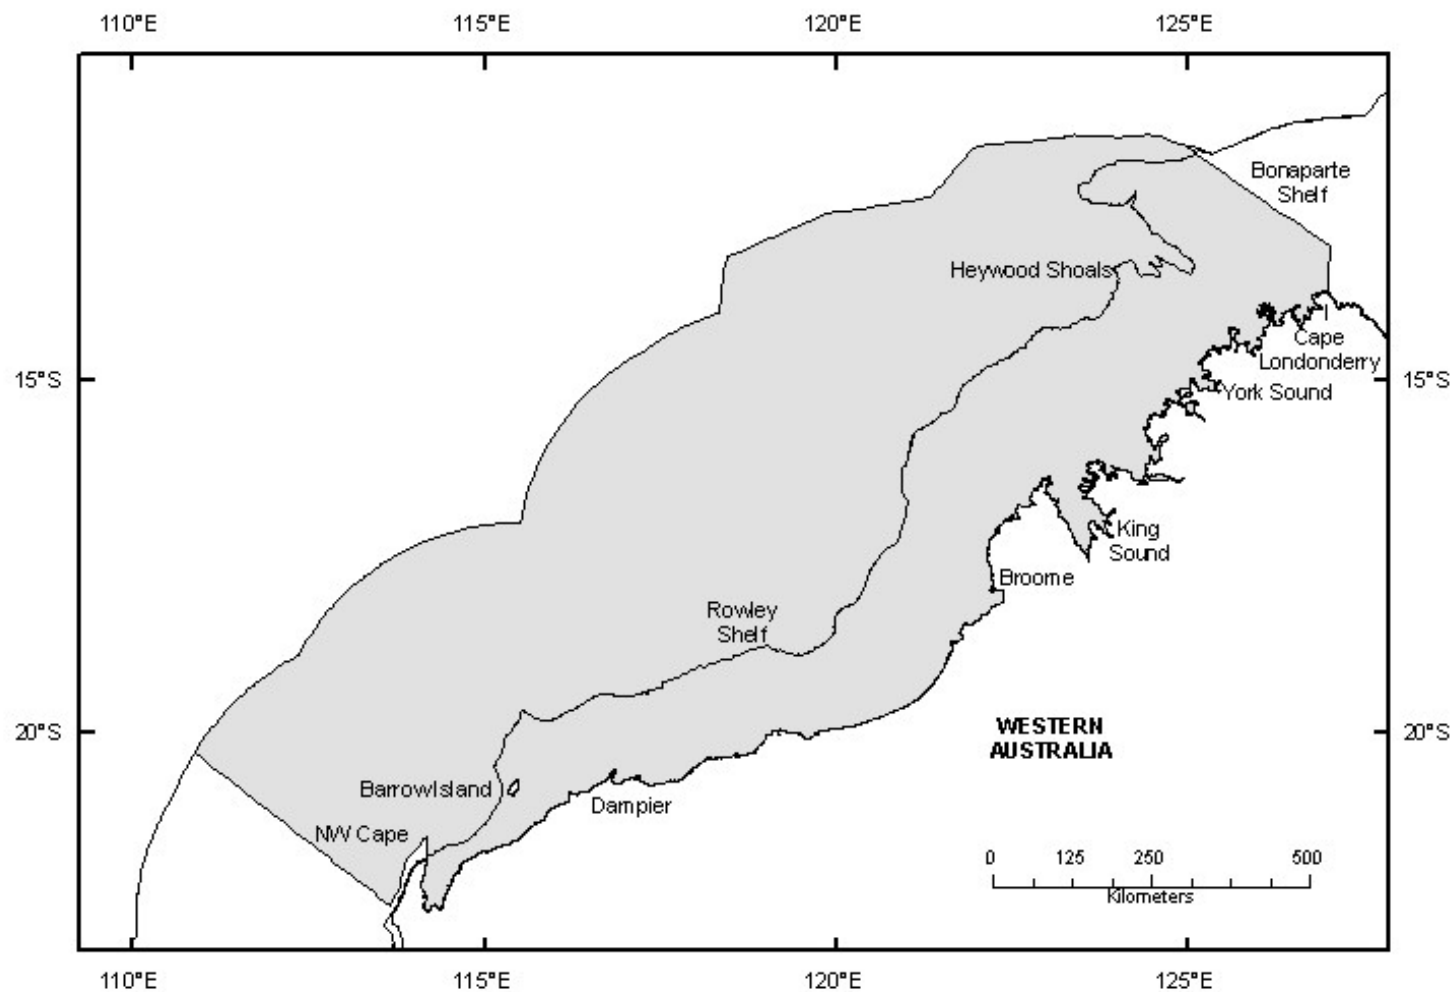 110°E 115°E 120°E 125°E
Bonaparte
Shelf
Heywood Shoals
Cape
Londonderry
15°S 15°S
York Sound
King
Sound
Broome
Rowley
Shelf
20°S 20°S
WESTERN
AUSTRALIA
Barrow Island
Dampier
NW Cape
0 125 250 500
Kilometers
110°E 115°E 120°E 125°E